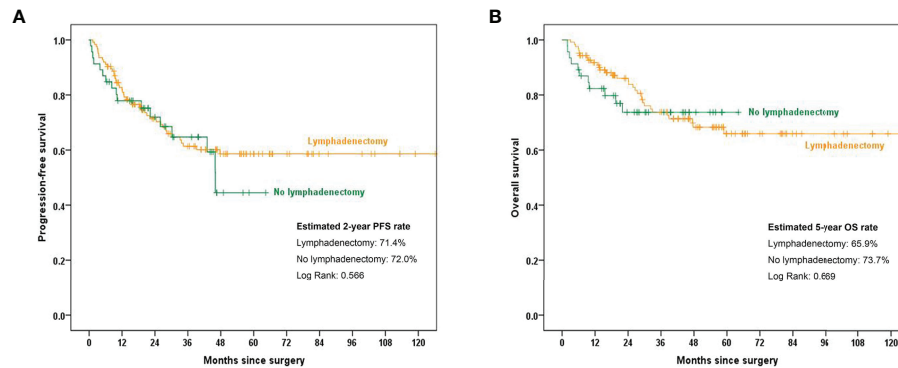 A
Progression-free survival
1.0
0.8
0.6
0.4
0.2
0.0
Lymphadenectomy
No lymphadenectomy
Estimated 2-year PFS rate
Lymphadenectomy: 71.4%
No lymphadenectomy: 72.0%
Log Rank: 0.566
0 12 24 36 48 60 72 84 96 108 120
Months since surgery
B
Overall survival
1.0
0.8
0.6
0.4
0.2
0.0
No lymphadenectomy
Lymphadenectomy
Estimated 5-year OS rate
Lymphadenectomy: 65.9%
No lymphadenectomy: 73.7%
Log Rank: 0.669
0 12 24 36 48 60 72 84 96 108 120
Months since surgery